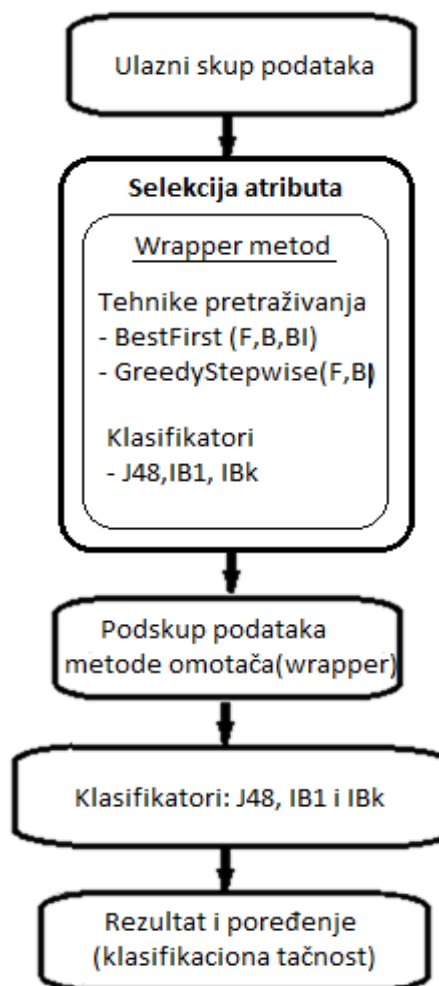 Ulazni skup podataka
Selekcija atributa
Wrapper metod
Tehnike pretraživanja
- BestFirst (F,B,BI)
- GreedyStepwise(F,B)
Klasifikatori
- J48,IB1, IBk
Podskup podataka
metode omotača(wrapper)
Klasifikatori: J48, IB1 i IBk
Rezultat i poređenje
(klasifikaciona tačnost)